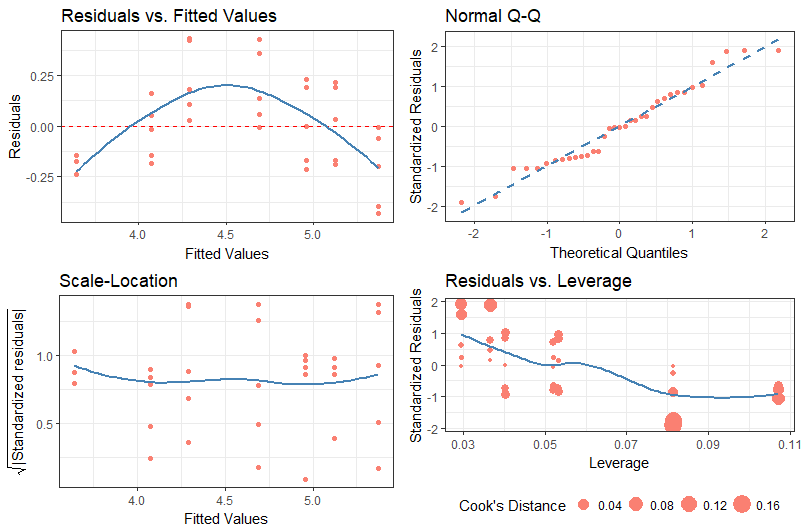 Residuals vs. Fitted Values
Residuals
0.25
0.00
-0.25
4.0 4.5 5.0
Fitted Values
Normal Q-Q
Standardized Residuals
2
1
0
-1
-2
-2 -1 0 1 2
Theoretical Quantiles
Scale-Location
√|Standardized residuals|
1.0
0.5
4.0 4.5 5.0
Fitted Values
Residuals vs. Leverage
Standardized Residuals
2
1
0
-1
-2
0.03 0.05 0.07 0.09 0.11
Leverage
Cook's Distance 0.04 0.08 0.12 0.16